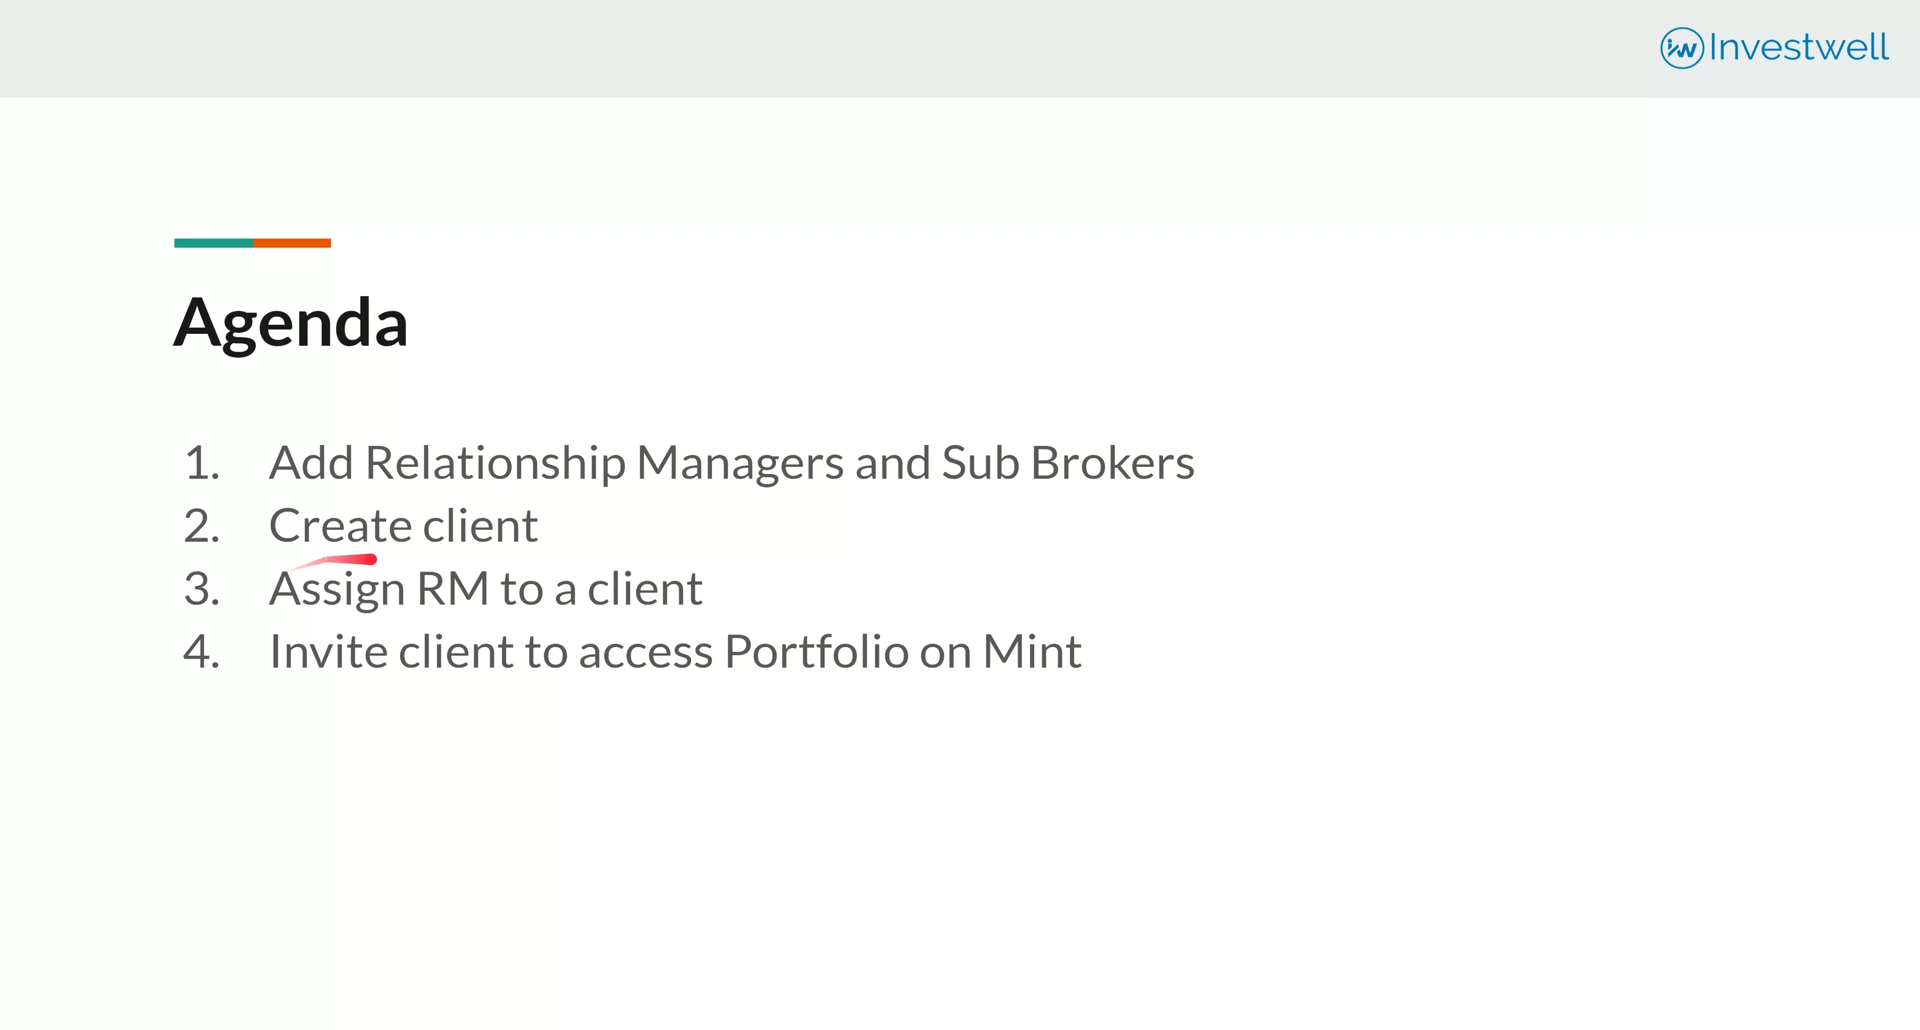 Investwell
Agenda
1. Add Relationship Managers and Sub Brokers
2. Create client
3. Assign RM to a client
4. Invite client to access Portfolio on Mint